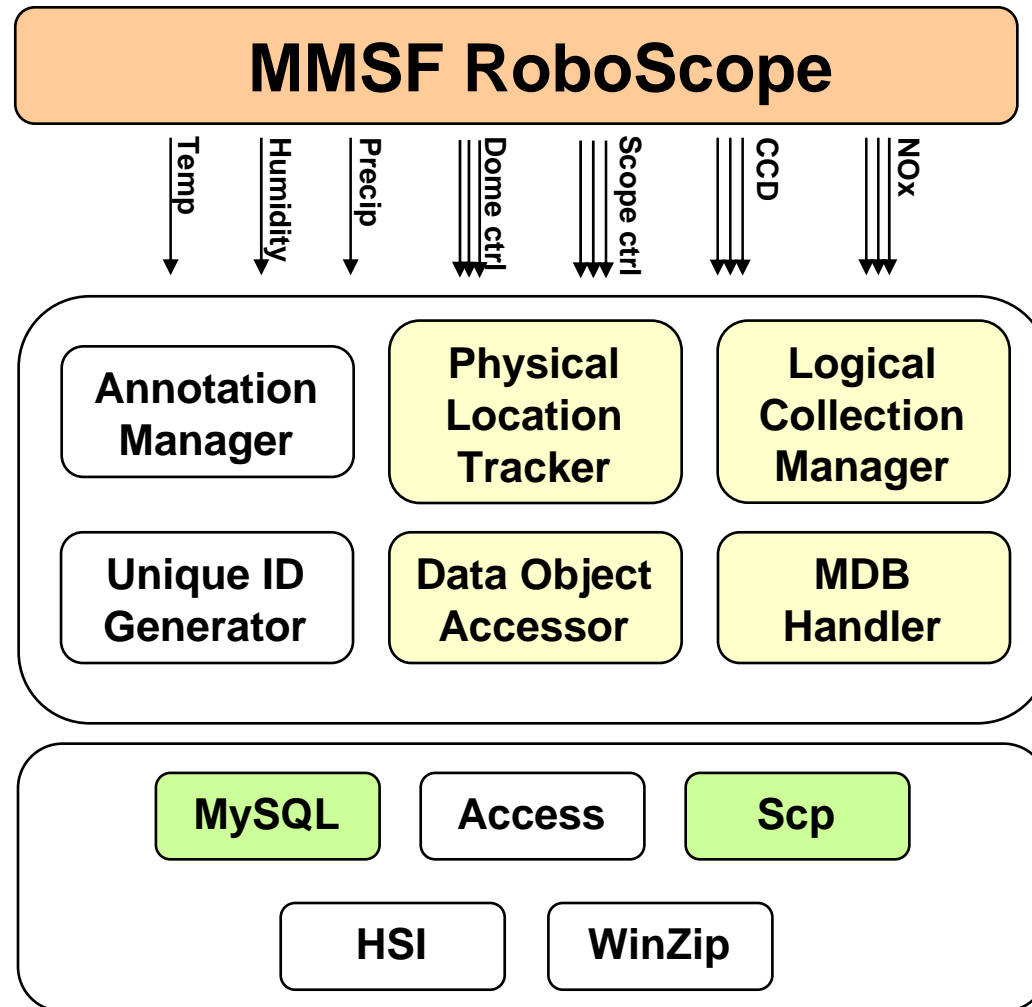 MMSF RoboScope
Temp
Humidity
Precip
Dome ctrl
Scope ctrl
CCD
NOx
Annotation
Manager
Physical
Location
Tracker
Logical
Collection
Manager
Unique ID
Generator
Data Object
Accessor
MDB
Handler
MySQL
Access
Scp
HSI
WinZip